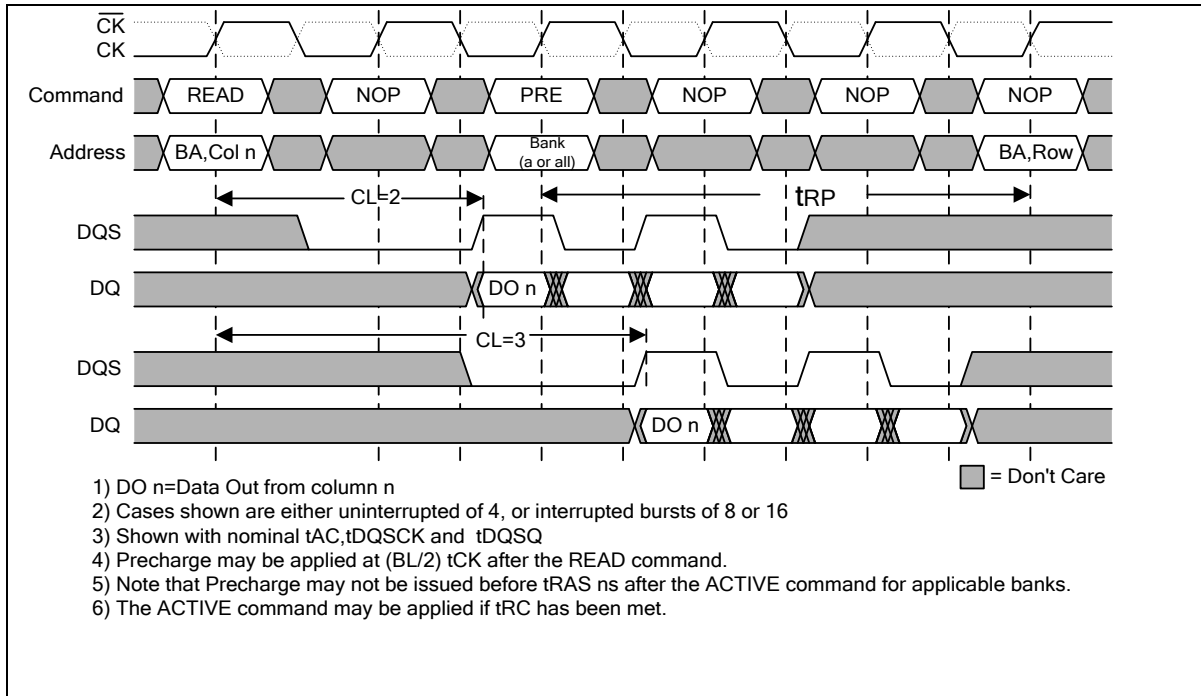 CK
CK
Command READ NOP PRE NOP NOP NOP
Address BA,Col n Bank (a or all) BA,Row
CL=2 tRP
DQS
DQ DO n
CL=3
DQS
DQ DO n
= Don't Care
1) DO n=Data Out from column n
2) Cases shown are either uninterrupted of 4, or interrupted bursts of 8 or 16
3) Shown with nominal tAC,tDQSCK and tDQSQ
4) Precharge may be applied at (BL/2) tCK after the READ command.
5) Note that Precharge may not be issued before tRAS ns after the ACTIVE command for applicable banks.
6) The ACTIVE command may be applied if tRC has been met.